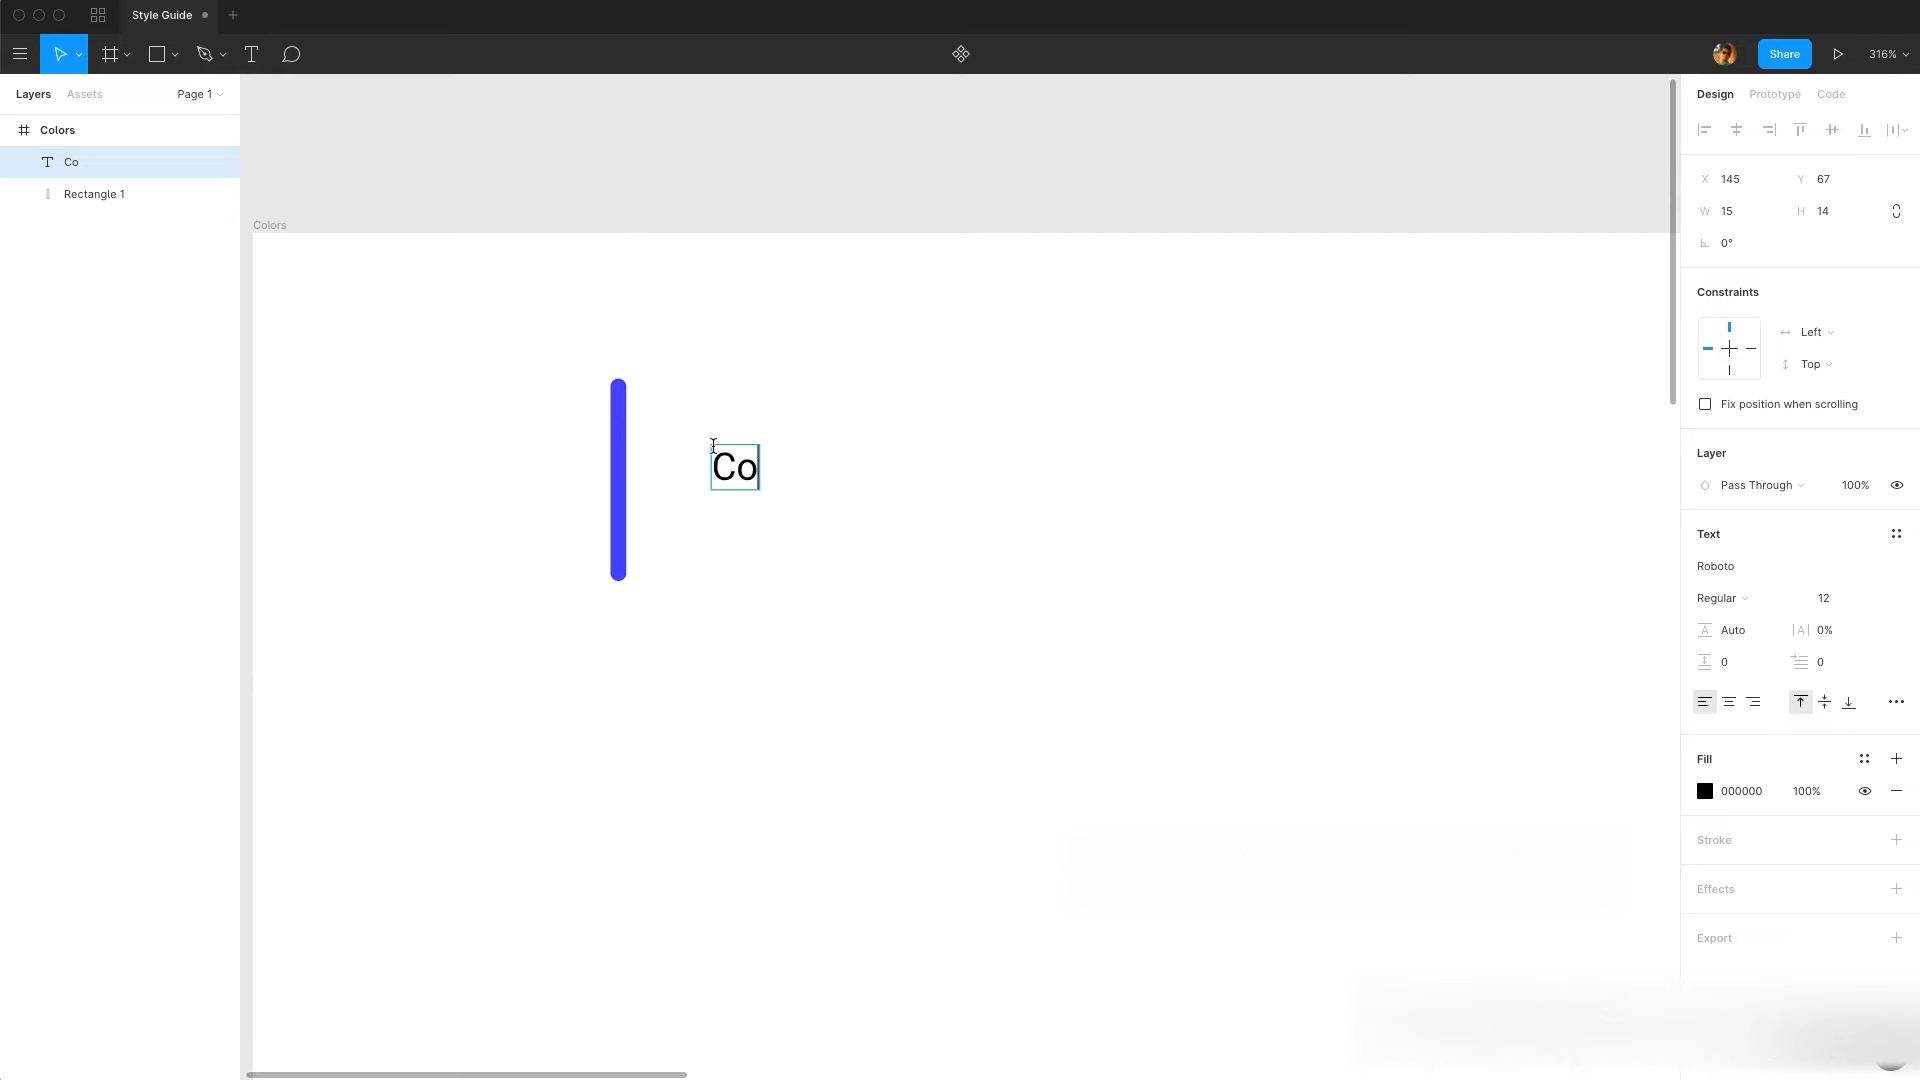 Style Guide
Share
316%
Layers Assets Page 1
Colors
Co
Rectangle 1
Colors
Co
Design Prototype Code
X 145 Y 67
W 15 H 14
0°
Constraints
Left
Top
Fix position when scrolling
Layer
Pass Through 100%
Text
Roboto
Regular 12
A Auto |A| 0%
0 0
Fill
000000 100%
Stroke
Effects
Export